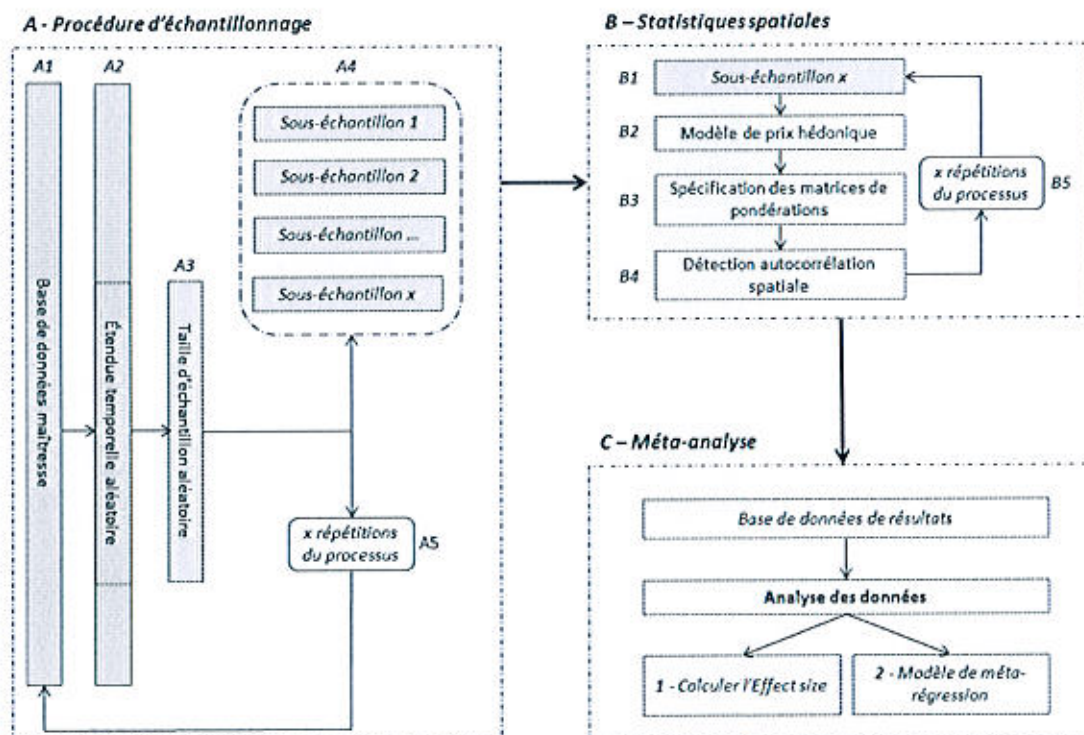 A - Procédure d'échantillonnage
A1
A2
A3
A4
Base de données maîtresse
Étendue temporelle aléatoire
Taille d'échantillon aléatoire
Sous-échantillon 1
Sous-échantillon 2
Sous-échantillon ...
Sous-échantillon x
x répétitions
du processus
A5
B – Statistiques spatiales
B1
Sous-échantillon x
B2
Modèle de prix hédonique
B3
Spécification des matrices de
pondérations
B4
Détection autocorrélation
spatiale
x répétitions
du processus
B5
C – Méta-analyse
Base de données de résultats
Analyse des données
1 - Calculer l'Effect size
2 - Modèle de méta-
régression